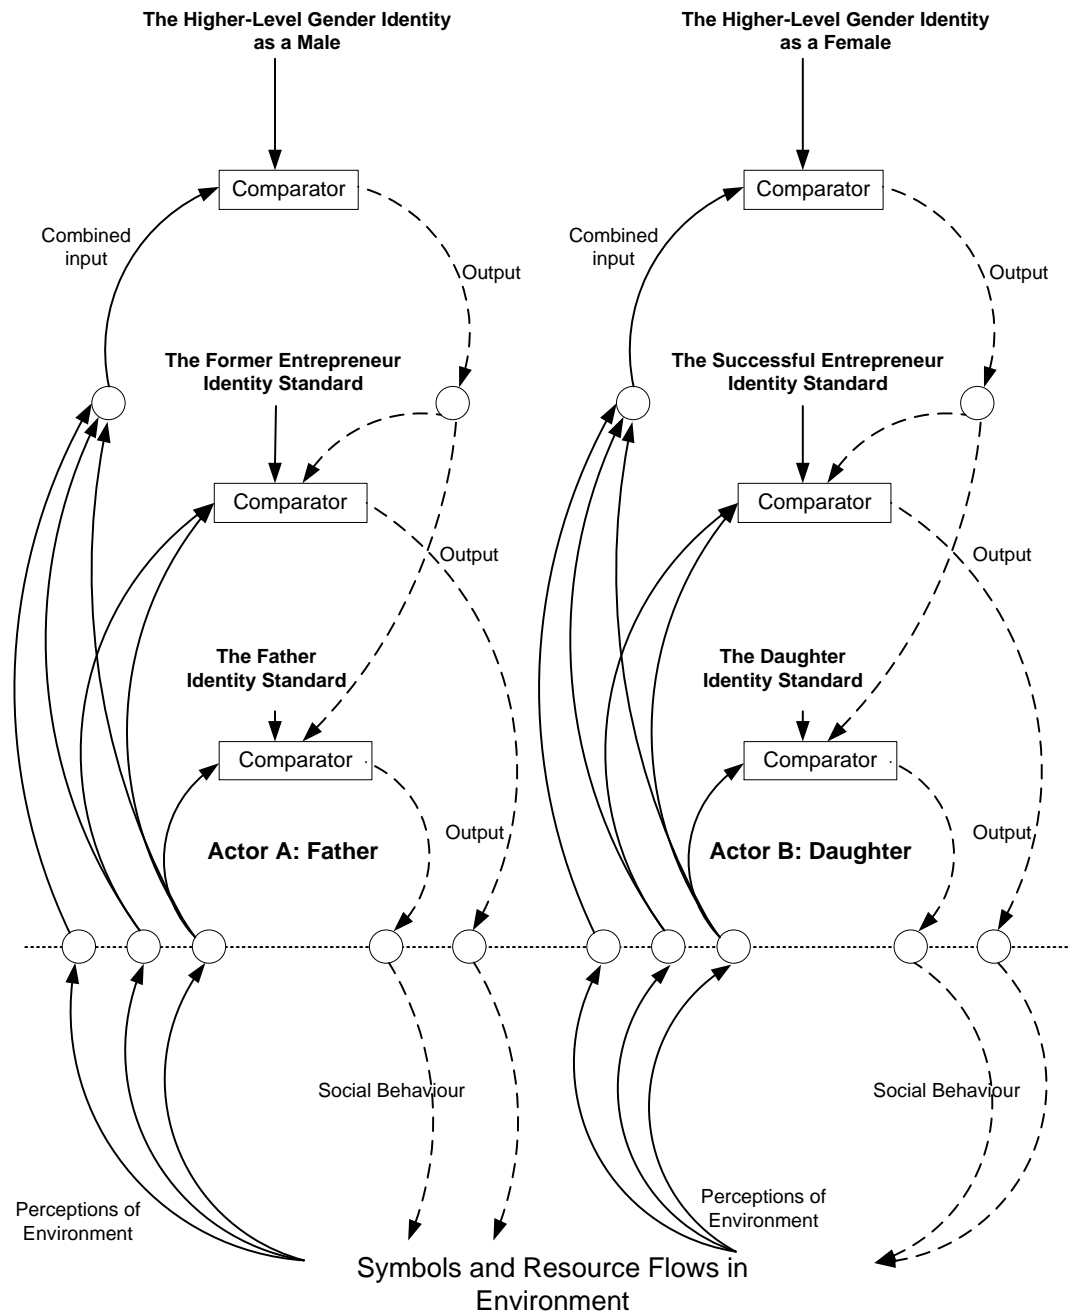 The Higher-Level Gender Identity
as a Male
The Higher-Level Gender Identity
as a Female
Comparator
Comparator
Combined
input
Output
Combined
input
Output
The Former Entrepreneur
Identity Standard
The Successful Entrepreneur
Identity Standard
Comparator
Comparator
Output
Output
The Father
Identity Standard
The Daughter
Identity Standard
Comparator
Comparator
Output
Output
Actor A: Father
Actor B: Daughter
Social Behaviour
Social Behaviour
Perceptions of
Environment
Perceptions of
Environment
Symbols and Resource Flows in
Environment